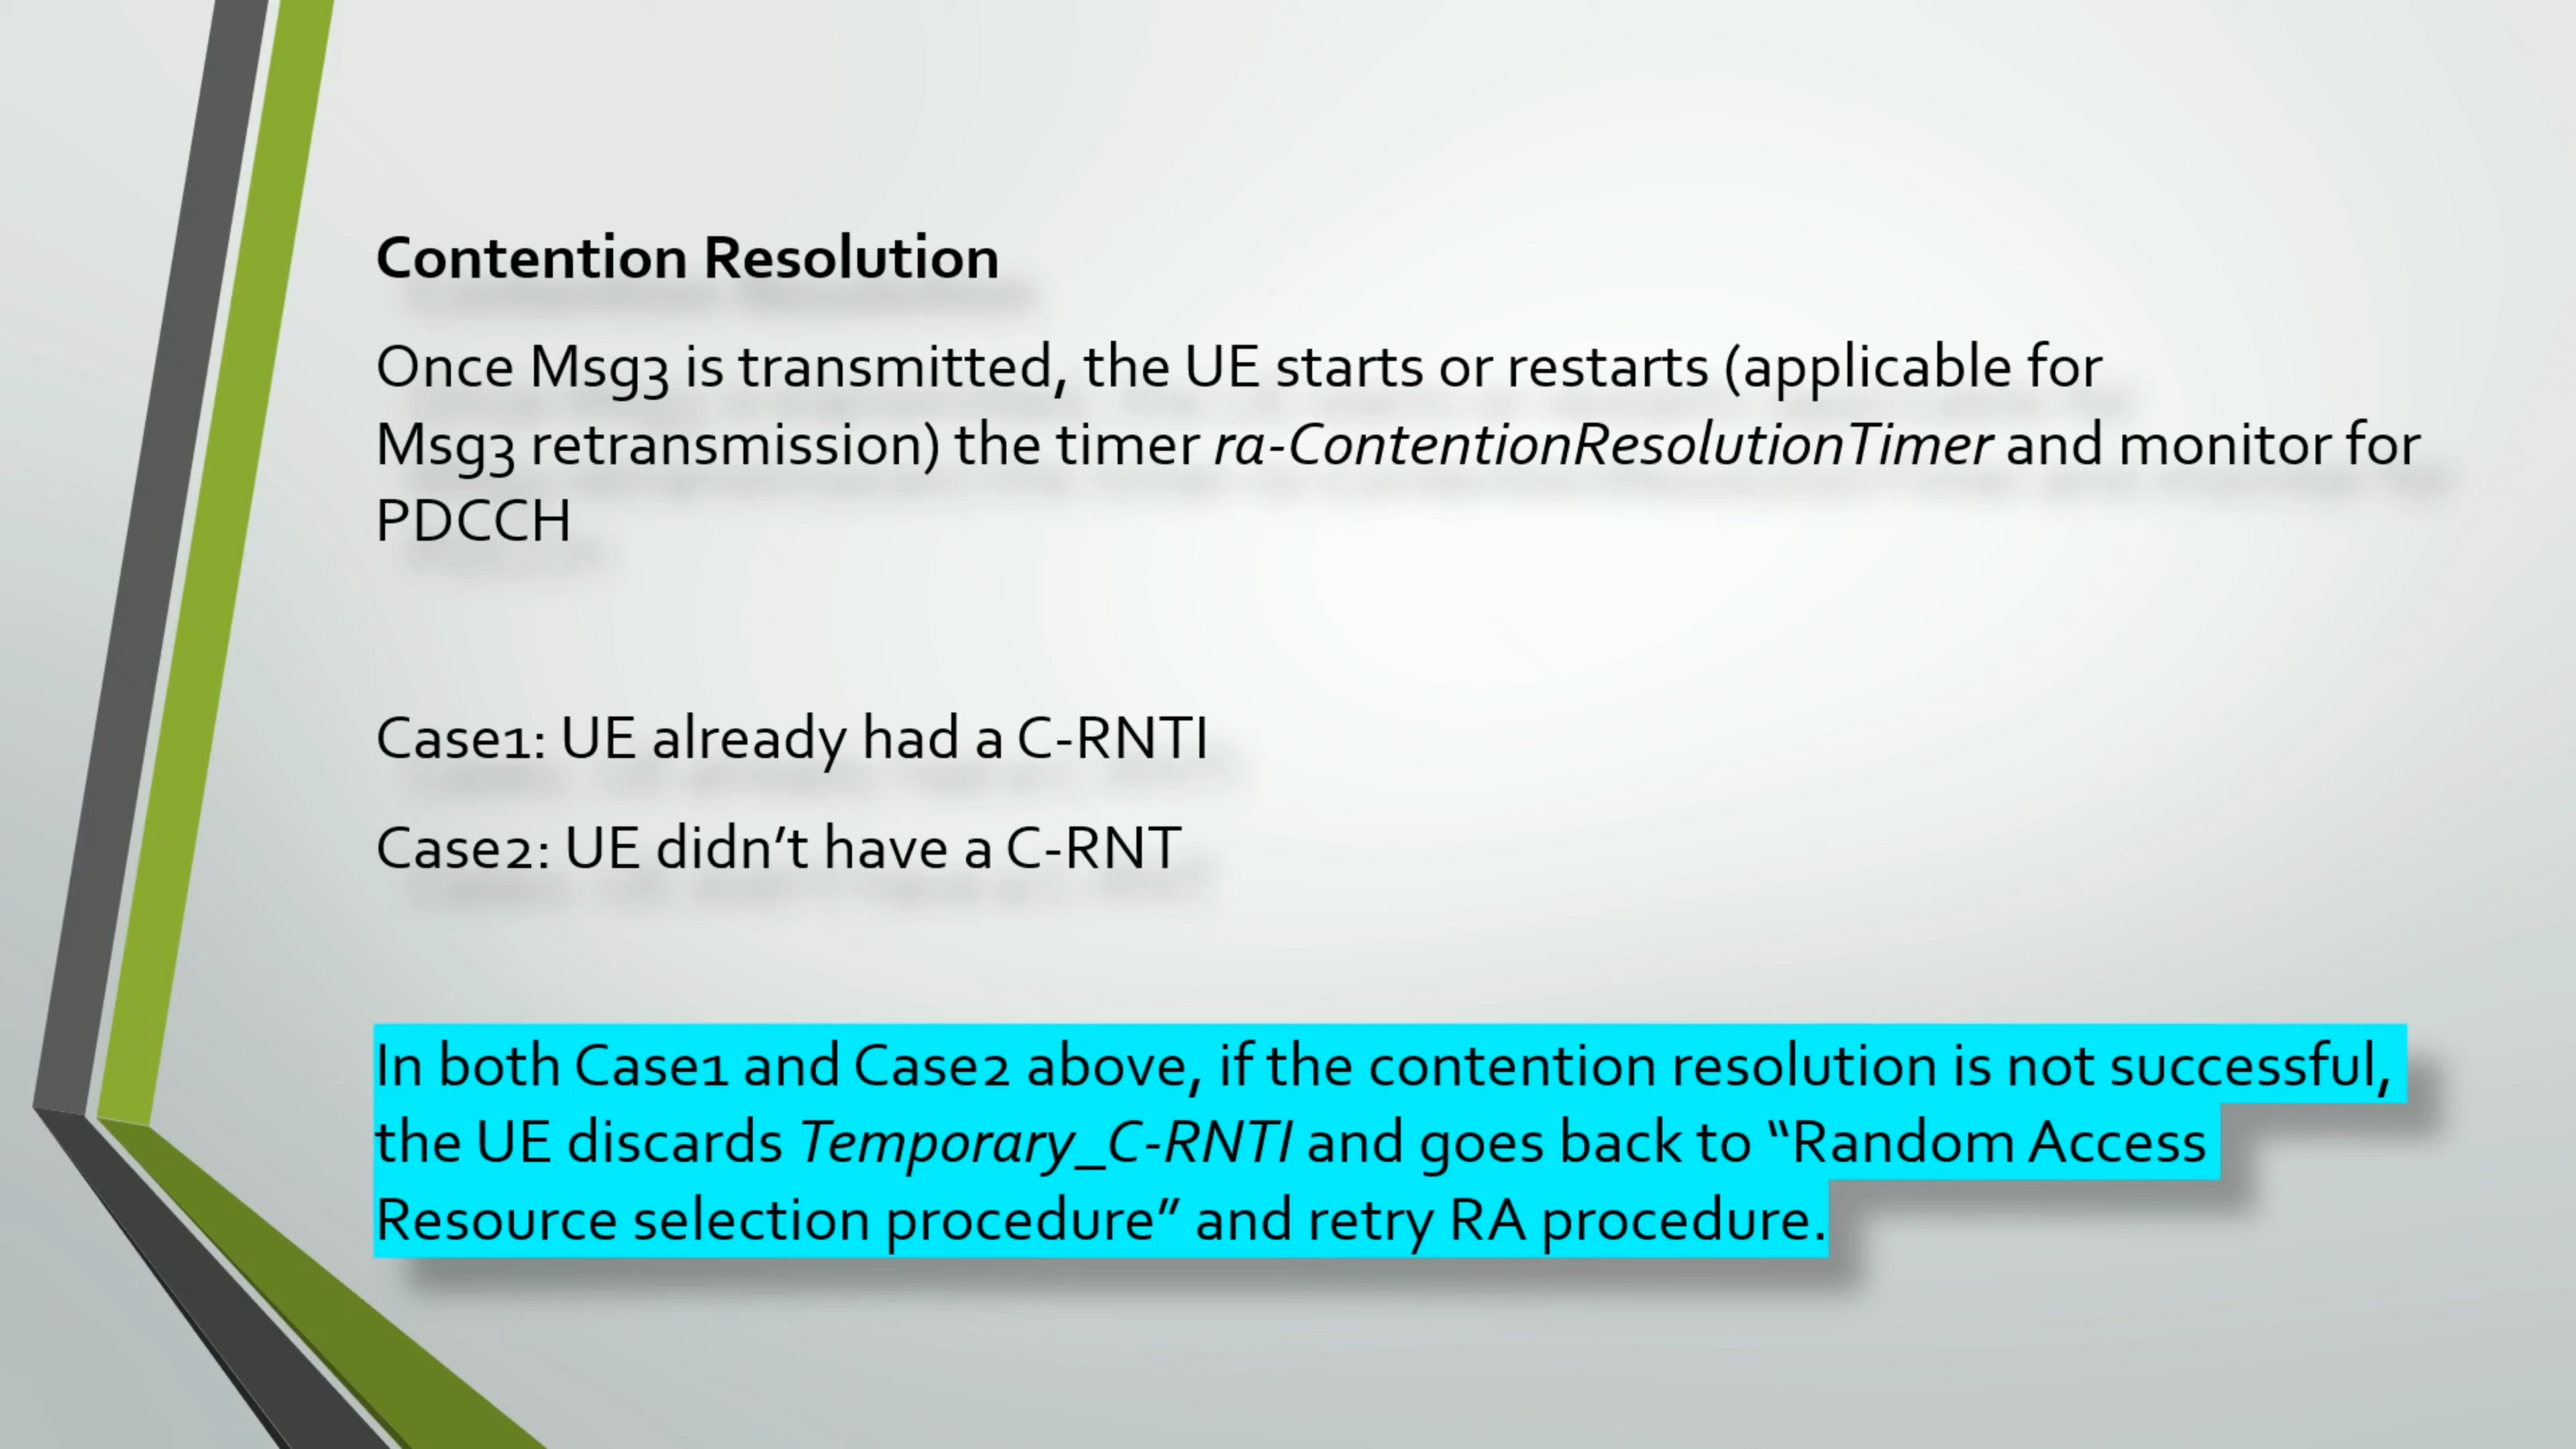 Contention Resolution
Once Msg3 is transmitted, the UE starts or restarts (applicable for
Msg3 retransmission) the timer ra-ContentionResolutionTimer and monitor for
PDCCH
Case1: UE already had a C-RNTI
Case2: UE didn’t have a C-RNT
In both Case1 and Case2 above, if the contention resolution is not successful,
the UE discards Temporary_C-RNTI and goes back to “Random Access
Resource selection procedure” and retry RA procedure.